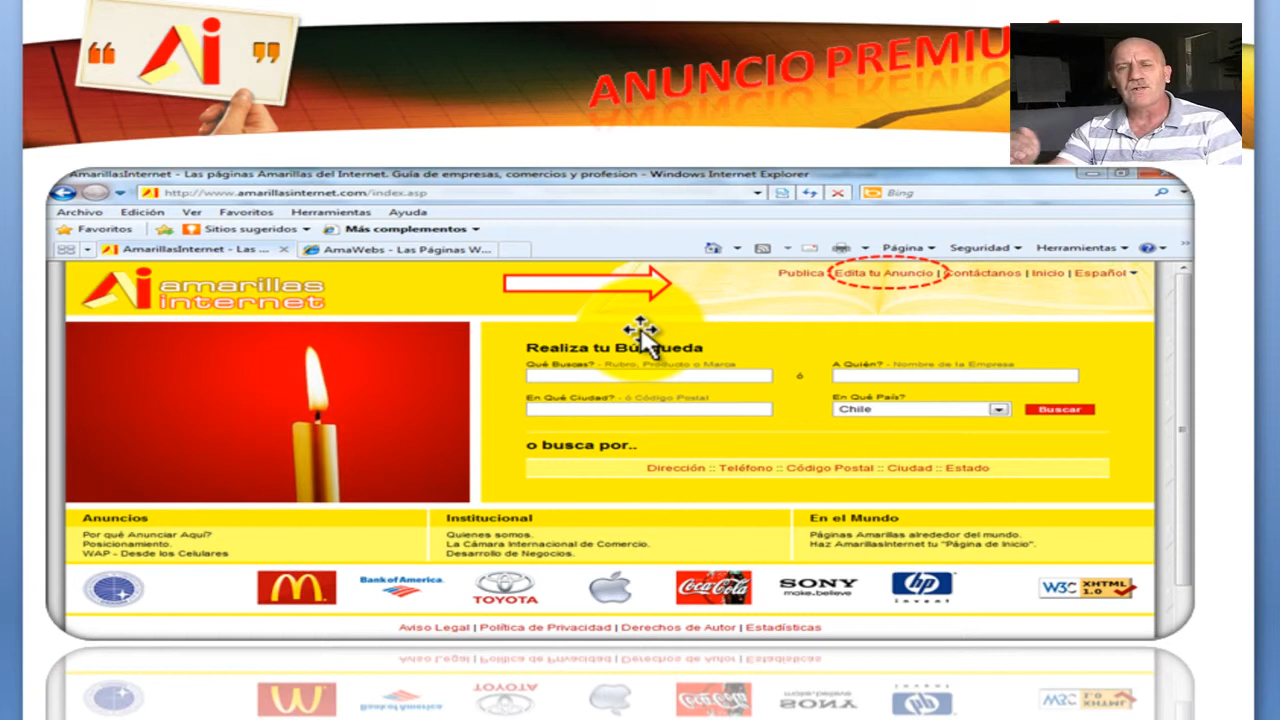 “ Ai ”
ANUNCIO PREMIU
AmarillasInternet - Las páginas Amarillas del Internet. Guía de empresas, comercios y profesion - Windows Internet Explorer
http://www.amarillasinternet.com/index.asp
Bing
Archivo Edición Ver Favoritos Herramientas Ayuda
Favoritos Sitios sugeridos Más complementos
AmarillasInternet - Las ... AmaWebs - Las Páginas W... Página Seguridad Herramientas
Publica | Edita tu Anuncio | Contáctanos | Inicio | Español
Ai amarillas
internet
Realiza tu Búsqueda
Qué Buscas? - Rubro, Producto o Marca
ó
A Quién? - Nombre de la Empresa
En Qué Ciudad? - ó Código Postal
En Qué País?
Chile
Buscar
o busca por..
Dirección :: Teléfono :: Código Postal :: Ciudad :: Estado
Anuncios
Por qué Anunciar Aquí?
Posicionamiento.
WAP - Desde los Celulares
Institucional
Quienes somos.
La Cámara Internacional de Comercio.
Desarrollo de Negocios.
En el Mundo
Páginas Amarillas alrededor del mundo.
Haz AmarillasInternet tu "Página de Inicio".
Bank of America.
TOYOTA
Coca-Cola
SONY
make.believe
hp
invent
W3C XHTML
1.0
Aviso Legal | Política de Privacidad | Derechos de Autor | Estadísticas